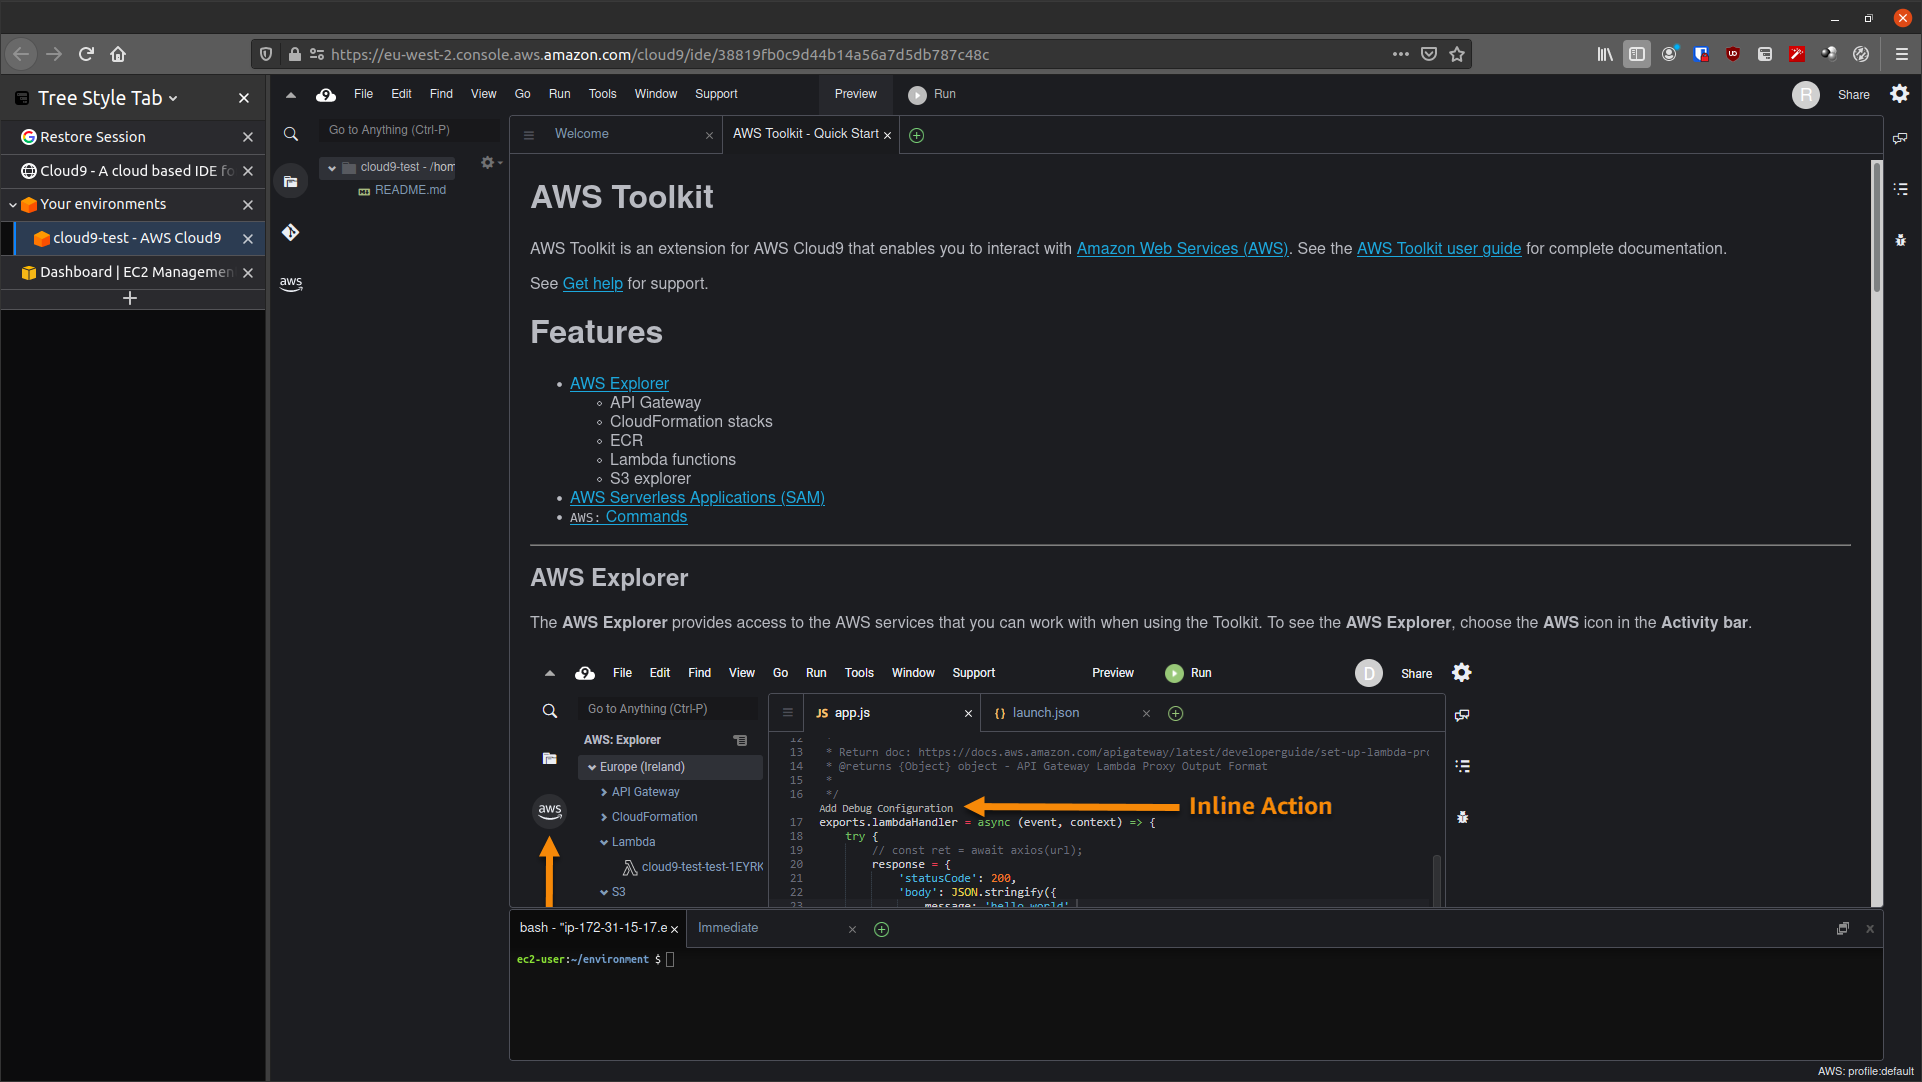 https://eu-west-2.console.aws.amazon.com/cloud9/ide/38819fb0c9d44b14a56a7d5db787c48c
Tree Style Tab
Restore Session
Cloud9 - A cloud based IDE fo
Your environments
cloud9-test - AWS Cloud9
Dashboard | EC2 Managemen
File Edit Find View Go Run Tools Window Support Preview Run R Share
Go to Anything (Ctrl-P)
cloud9-test - /hom
README.md
aws
Welcome
AWS Toolkit - Quick Start
AWS Toolkit
AWS Toolkit is an extension for AWS Cloud9 that enables you to interact with Amazon Web Services (AWS). See the AWS Toolkit user guide for complete documentation.
See Get help for support.
Features
AWS Explorer
API Gateway
CloudFormation stacks
ECR
Lambda functions
S3 explorer
AWS Serverless Applications (SAM)
AWS: Commands
AWS Explorer
The AWS Explorer provides access to the AWS services that you can work with when using the Toolkit. To see the AWS Explorer, choose the AWS icon in the Activity bar.
9 File Edit Find View Go Run Tools Window Support Preview Run D Share
Go to Anything (Ctrl-P)
AWS: Explorer
Europe (Ireland)
API Gateway
CloudFormation
Lambda
cloud9-test-test-1EYRK
S3
aws
JS app.js
{} launch.json
12 *
13 * Return doc: https://docs.aws.amazon.com/apigateway/latest/developerguide/set-up-lambda-pro
14 * @returns {Object} object - API Gateway Lambda Proxy Output Format
15 *
16 */
Add Debug Configuration
Inline Action
17 exports.lambdaHandler = async (event, context) => {
18 try {
19 // const ret = await axios(url);
20 response = {
21 'statusCode': 200,
22 'body': JSON.stringify({
23 message: 'hello world'
bash - "ip-172-31-15-17.e
Immediate
ec2-user:~/environment $
AWS: profile:default